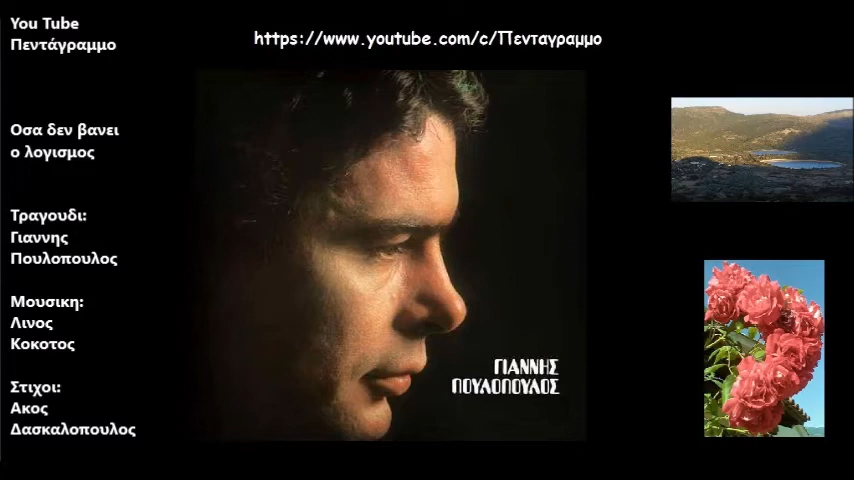 You Tube
Πεντάγραμμο
https://www.youtube.com/c/Πενταγραμμο
Οσα δεν βανει
ο λογισμος
Τραγουδι:
Γιαννης
Πουλοπουλος
Μουσικη:
Λινος
Κοκοτος
Στιχοι:
Ακος
Δασκαλοπουλος
ΓΙΑΝΝΗΣ
ΠΟΥΛΟΠΟΥΛΟΣ